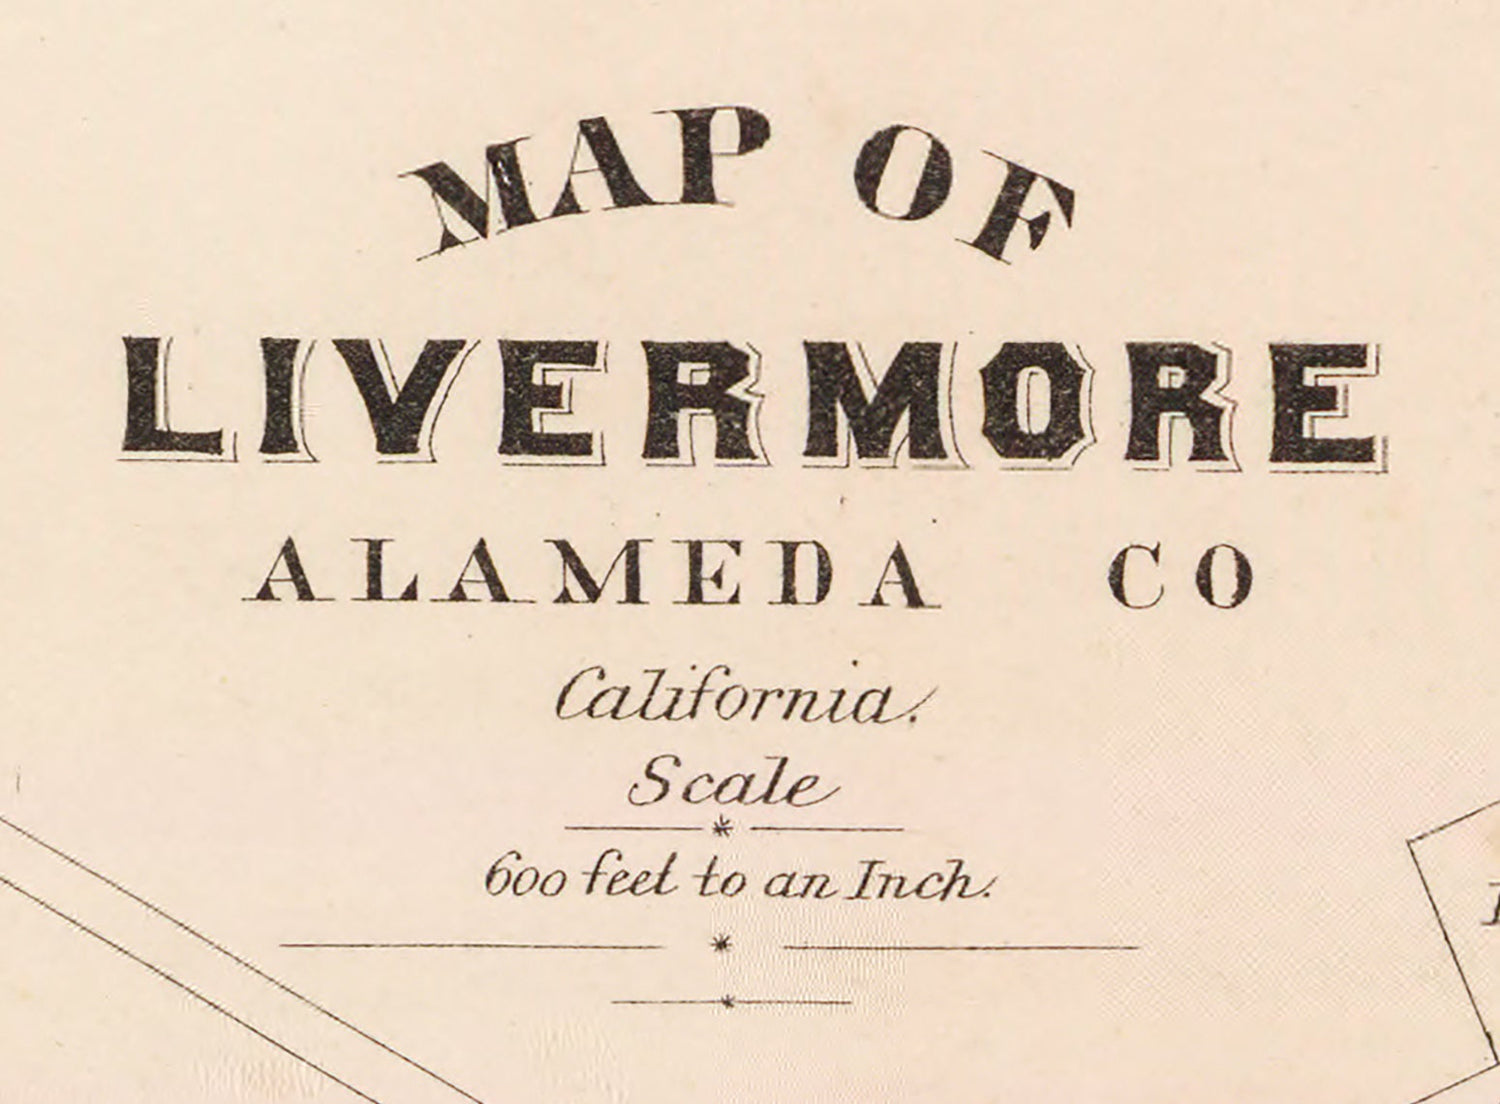 MAP OF
LIVERMORE
ALAMEDA CO
California.
Scale
600 feet to an Inch.